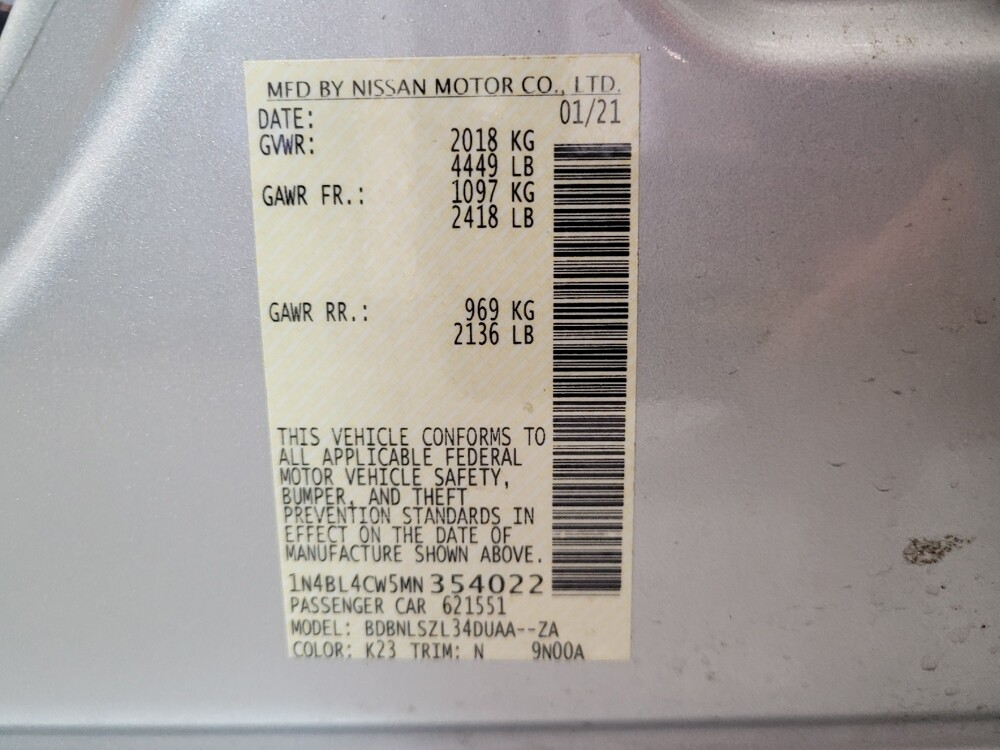 MFD BY NISSAN MOTOR CO., LTD.
DATE: 01/21
GVWR: 2018 KG
4449 LB
GAWR FR.: 1097 KG
2418 LB
GAWR RR.: 969 KG
2136 LB
THIS VEHICLE CONFORMS TO
ALL APPLICABLE FEDERAL
MOTOR VEHICLE SAFETY,
BUMPER, AND THEFT
PREVENTION STANDARDS IN
EFFECT ON THE DATE OF
MANUFACTURE SHOWN ABOVE.
1N4BL4CW5MN354022
PASSENGER CAR 621551
MODEL: BDBNLSZL34DUAA--ZA
COLOR: K23 TRIM: N 9N00A